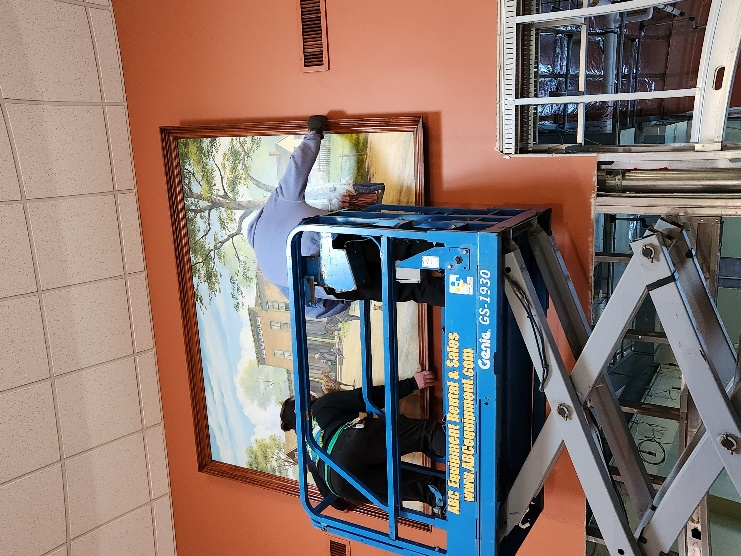 Genie GS-1930
ABC Equipment Rental & Sales
www.ABCequipment.com